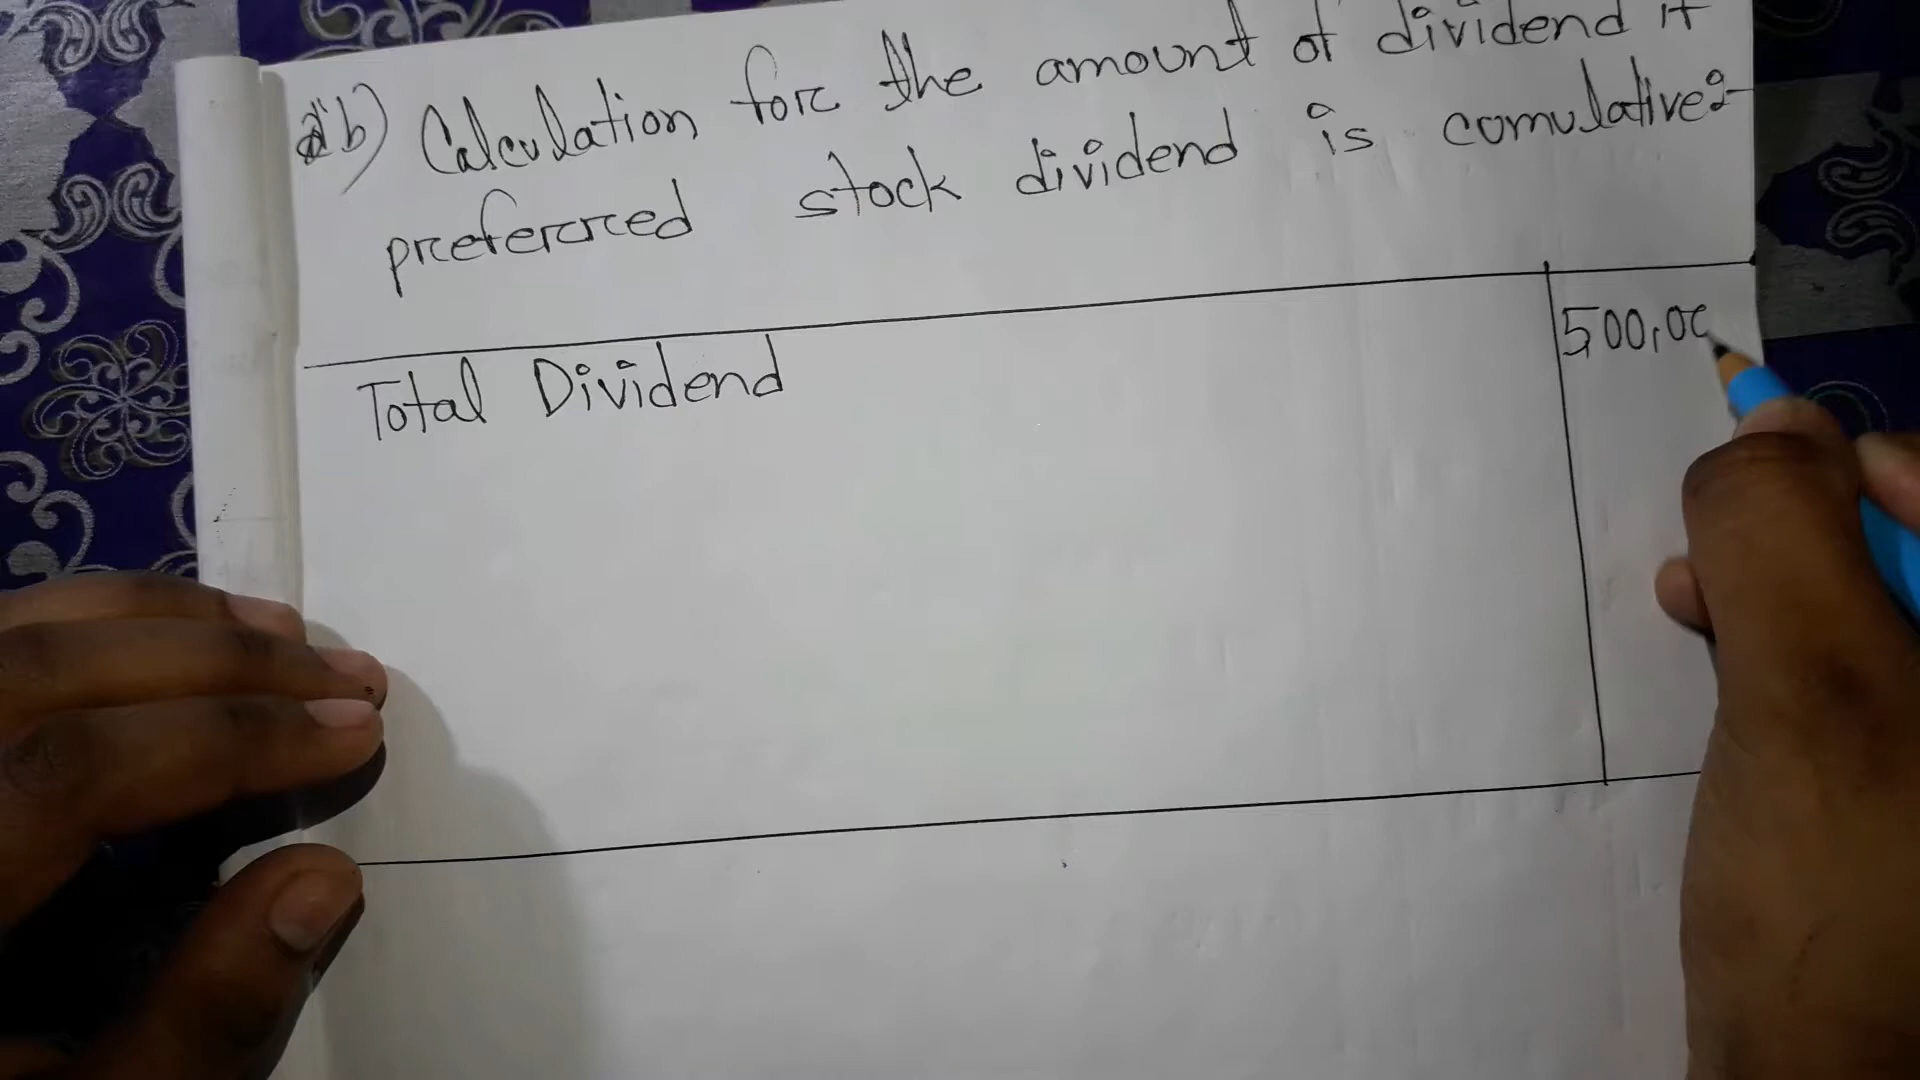 b) Calculation for the amount of dividend if
preferred stock dividend is comulative:-
Total Dividend 500,00